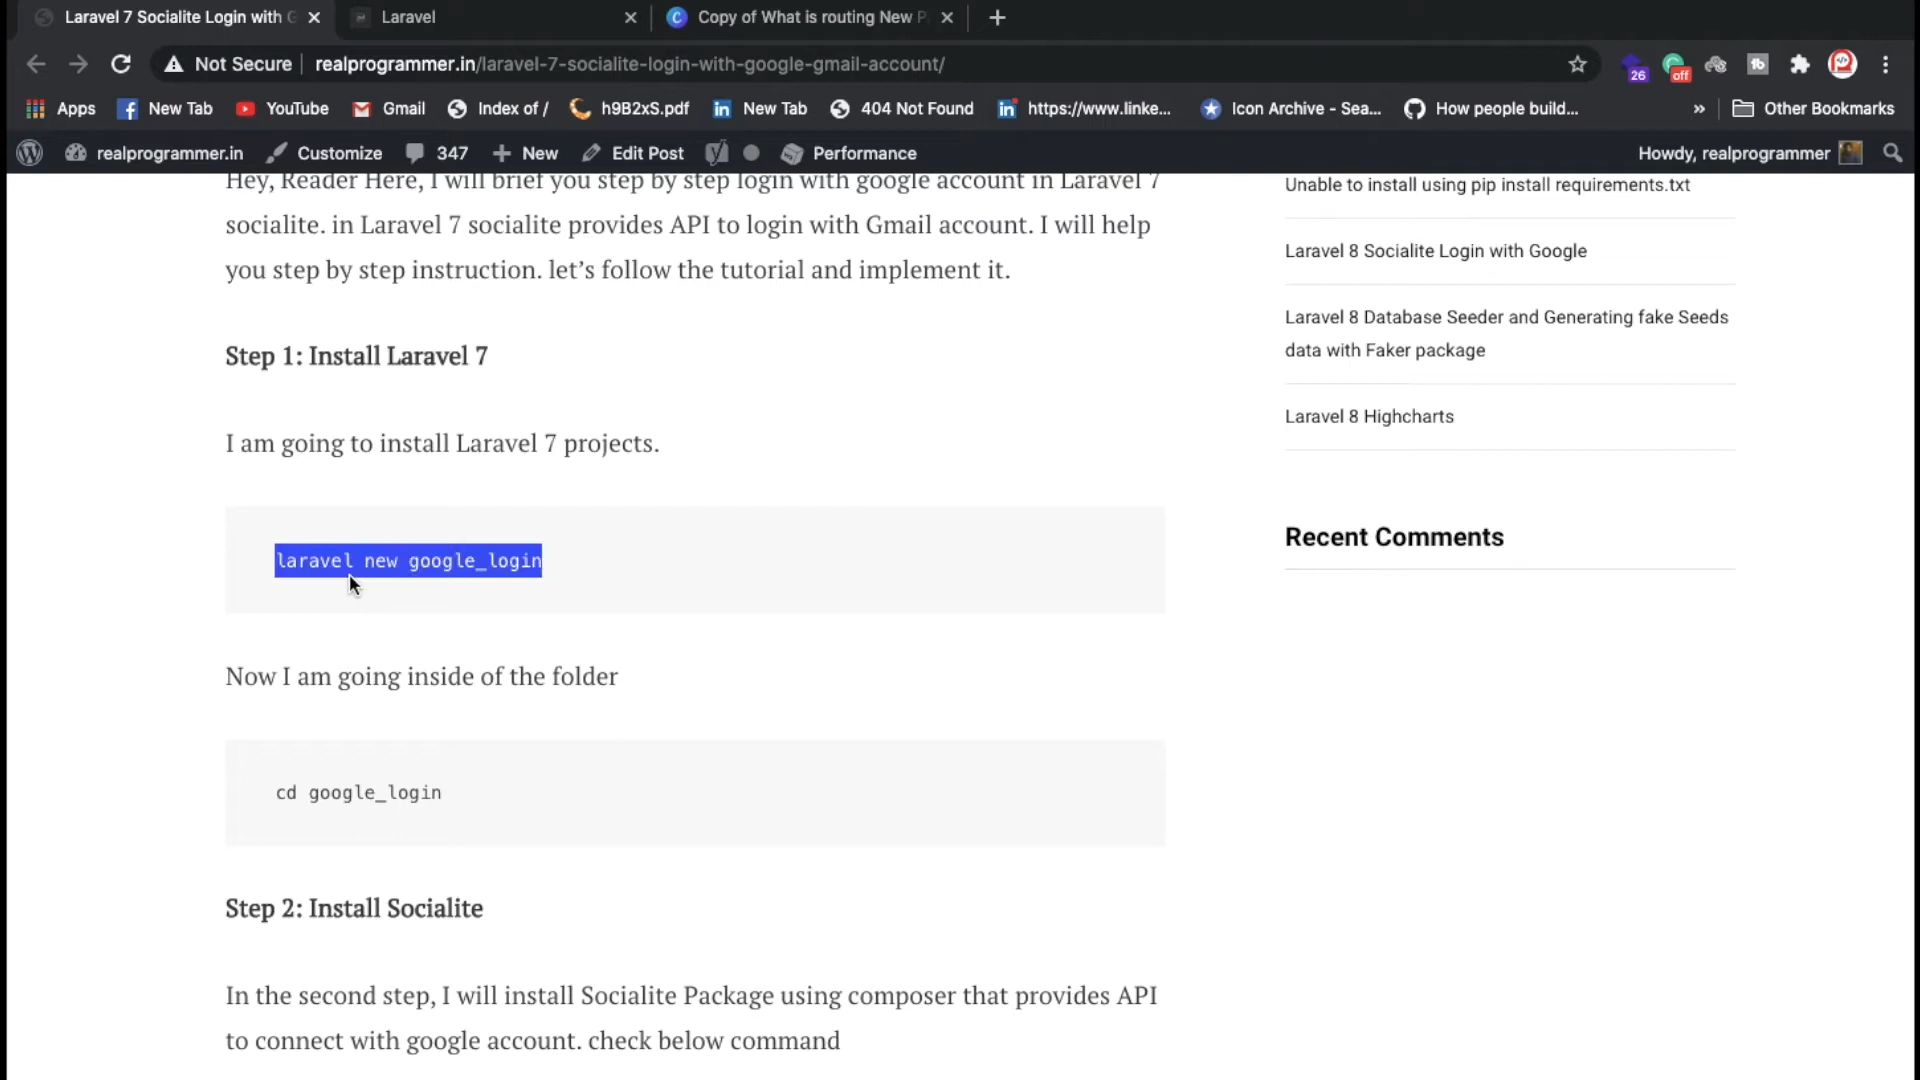 Laravel 7 Socialite Login with G
Laravel
Copy of What is routing New P
Not Secure
realprogrammer.in/laravel-7-socialite-login-with-google-gmail-account/
26
off
Apps
New Tab
YouTube
Gmail
Index of /
h9B2xS.pdf
New Tab
404 Not Found
https://www.linke...
Icon Archive - Sea...
How people build...
»
Other Bookmarks
realprogrammer.in
Customize
347
New
Edit Post
Performance
Howdy, realprogrammer
Hey, Reader Here, I will brief you step by step login with google account in Laravel 7
socialite. in Laravel 7 socialite provides API to login with Gmail account. I will help
you step by step instruction. let’s follow the tutorial and implement it.
Step 1: Install Laravel 7
I am going to install Laravel 7 projects.
laravel new google_login
Now I am going inside of the folder
cd google_login
Step 2: Install Socialite
In the second step, I will install Socialite Package using composer that provides API
to connect with google account. check below command
Unable to install using pip install requirements.txt
Laravel 8 Socialite Login with Google
Laravel 8 Database Seeder and Generating fake Seeds
data with Faker package
Laravel 8 Highcharts
Recent Comments